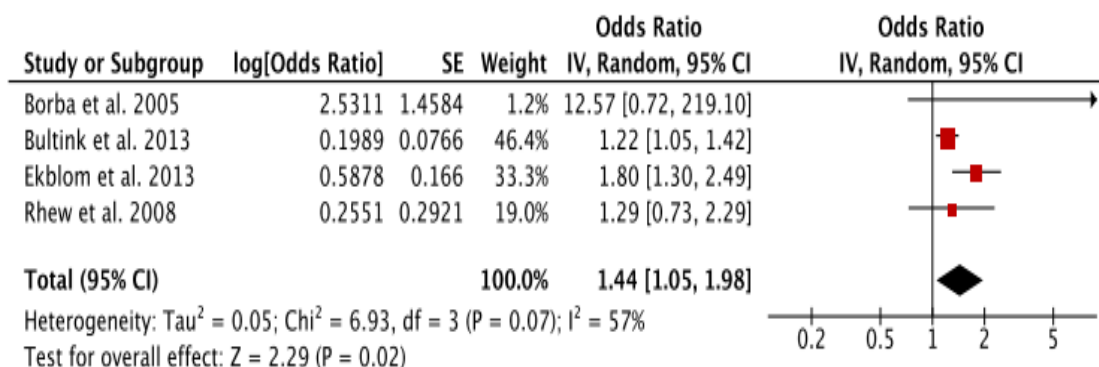 Odds Ratio Odds Ratio
Study or Subgroup log[Odds Ratio] SE Weight IV, Random, 95% CI IV, Random, 95% CI
Borba et al. 2005 2.5311 1.4584 1.2% 12.57 [0.72, 219.10]
Bultink et al. 2013 0.1989 0.0766 46.4% 1.22 [1.05, 1.42]
Ekblom et al. 2013 0.5878 0.166 33.3% 1.80 [1.30, 2.49]
Rhew et al. 2008 0.2551 0.2921 19.0% 1.29 [0.73, 2.29]
Total (95% CI) 100.0% 1.44 [1.05, 1.98]
Heterogeneity: Tau² = 0.05; Chi² = 6.93, df = 3 (P = 0.07); I² = 57%
0.2 0.5 1 2 5
Test for overall effect: Z = 2.29 (P = 0.02)